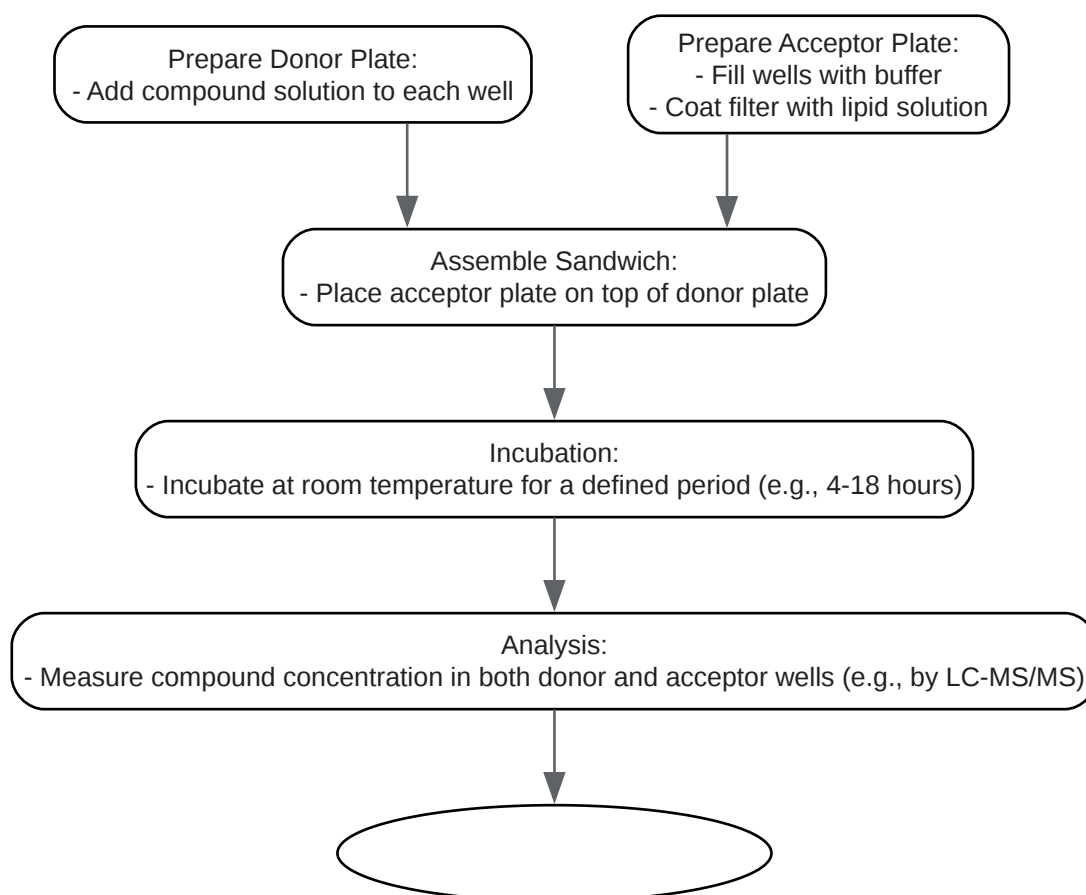 Prepare Donor Plate:
- Add compound solution to each well
Prepare Acceptor Plate:
- Fill wells with buffer
- Coat filter with lipid solution
Assemble Sandwich:
- Place acceptor plate on top of donor plate
Incubation:
- Incubate at room temperature for a defined period (e.g., 4-18 hours)
Analysis:
- Measure compound concentration in both donor and acceptor wells (e.g., by LC-MS/MS)